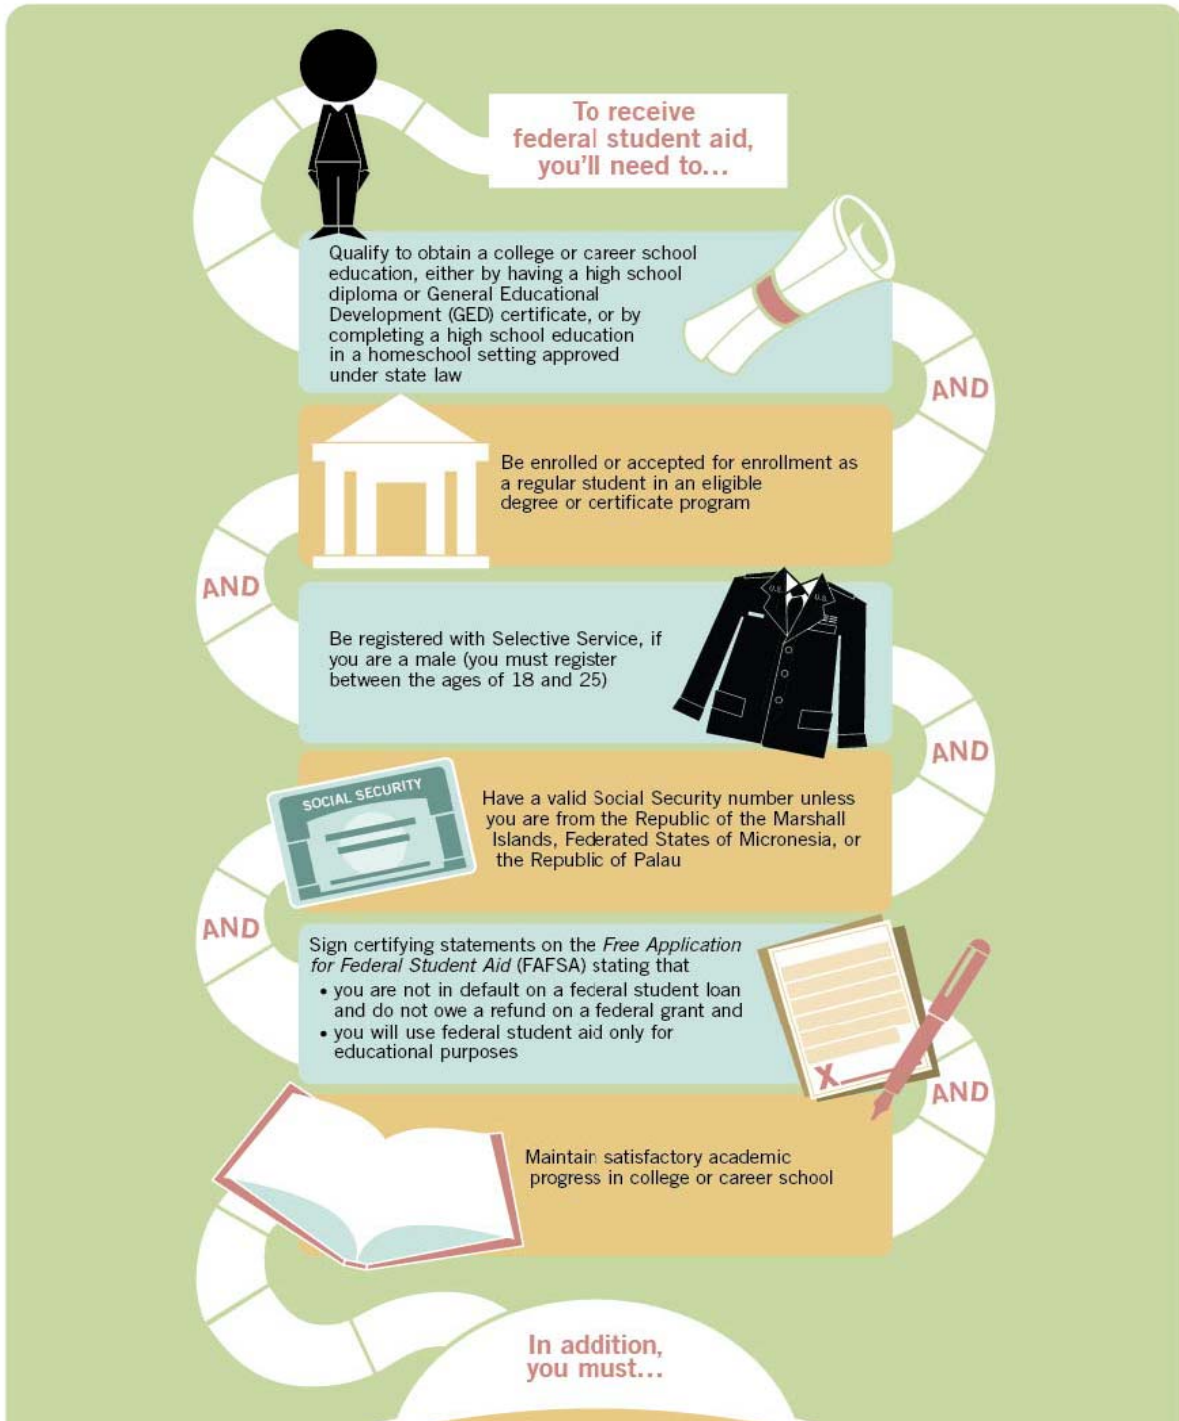 To receive
federal student aid,
you'll need to...
Qualify to obtain a college or career school
education, either by having a high school
diploma or General Educational
Development (GED) certificate, or by
completing a high school education
in a homeschool setting approved
under state law
AND
Be enrolled or accepted for enrollment as
a regular student in an eligible
degree or certificate program
AND
U.S. U.S.
Be registered with Selective Service, if
you are a male (you must register
between the ages of 18 and 25)
AND
SOCIAL SECURITY
Have a valid Social Security number unless
you are from the Republic of the Marshall
Islands, Federated States of Micronesia, or
the Republic of Palau
AND
Sign certifying statements on the Free Application
for Federal Student Aid (FAFSA) stating that
• you are not in default on a federal student loan
and do not owe a refund on a federal grant and
• you will use federal student aid only for
educational purposes
X
AND
Maintain satisfactory academic
progress in college or career school
In addition,
you must...